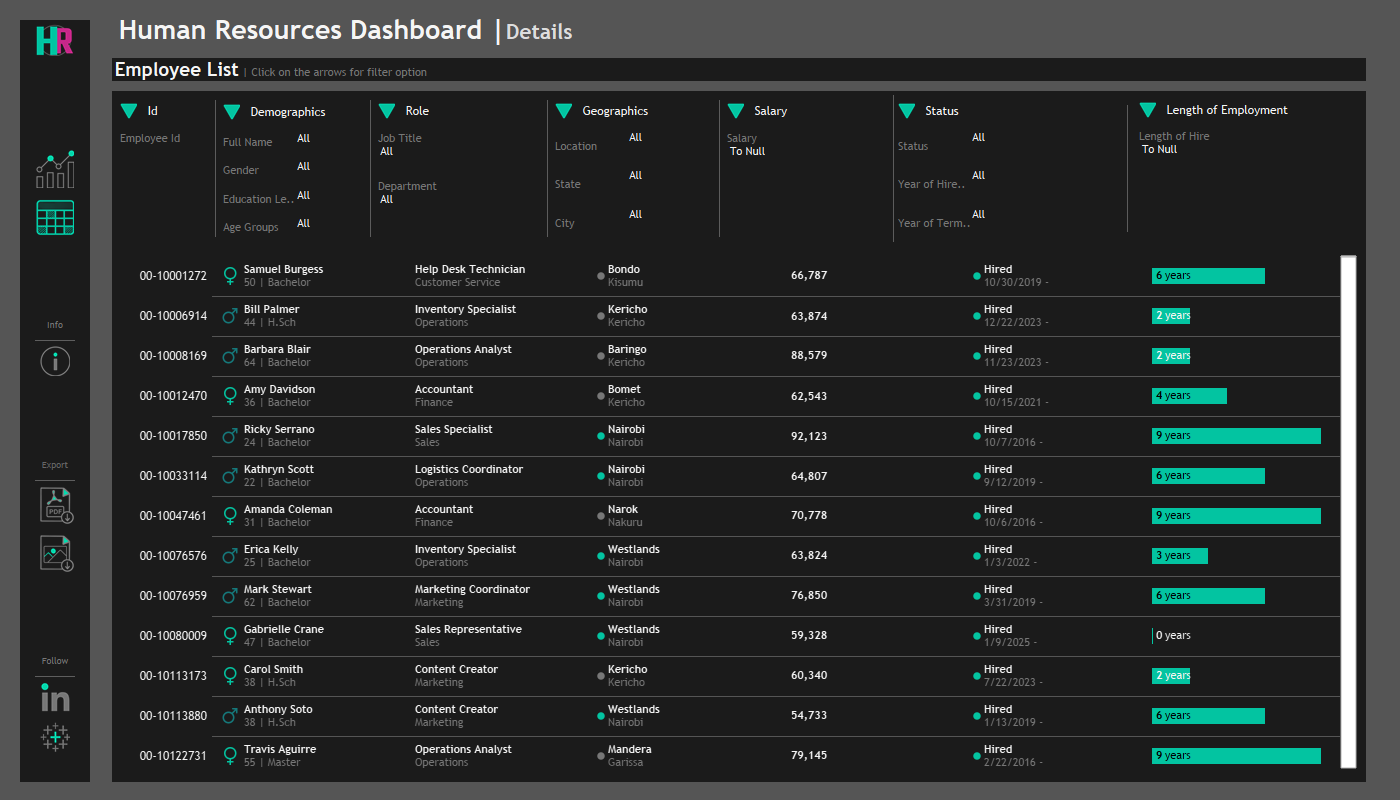 HR
Human Resources Dashboard | Details
Employee List | Click on the arrows for filter option
Id
Employee Id
Demographics
Full Name All
Gender All
Education Le.. All
Age Groups All
Role
Job Title
All
Department
All
Geographics
Location All
State All
City All
Salary
Salary
To Null
Status
Status All
Year of Hire.. All
Year of Term.. All
Length of Employment
Length of Hire
To Null
Info
Export
PDF
Follow
in
00-10001272 Samuel Burgess Help Desk Technician Bondo 66,787 Hired 6 years
50 | Bachelor Customer Service Kisumu 10/30/2019 -
00-10006914 Bill Palmer Inventory Specialist Kericho 63,874 Hired 2 years
44 | H.Sch Operations Kericho 12/22/2023 -
00-10008169 Barbara Blair Operations Analyst Baringo 88,579 Hired 2 years
64 | Bachelor Operations Kericho 11/23/2023 -
00-10012470 Amy Davidson Accountant Bomet 62,543 Hired 4 years
36 | Bachelor Finance Kericho 10/15/2021 -
00-10017850 Ricky Serrano Sales Specialist Nairobi 92,123 Hired 9 years
24 | Bachelor Sales Nairobi 10/7/2016 -
00-10033114 Kathryn Scott Logistics Coordinator Nairobi 64,807 Hired 6 years
22 | Bachelor Operations Nairobi 9/12/2019 -
00-10047461 Amanda Coleman Accountant Narok 70,778 Hired 9 years
31 | Bachelor Finance Nakuru 10/6/2016 -
00-10076576 Erica Kelly Inventory Specialist Westlands 63,824 Hired 3 years
25 | Bachelor Operations Nairobi 1/3/2022 -
00-10076959 Mark Stewart Marketing Coordinator Westlands 76,850 Hired 6 years
62 | Bachelor Marketing Nairobi 3/31/2019 -
00-10080009 Gabrielle Crane Sales Representative Westlands 59,328 Hired 0 years
47 | Bachelor Sales Nairobi 1/9/2025 -
00-10113173 Carol Smith Content Creator Kericho 60,340 Hired 2 years
38 | H.Sch Marketing Kericho 7/22/2023 -
00-10113880 Anthony Soto Content Creator Westlands 54,733 Hired 6 years
38 | H.Sch Marketing Nairobi 1/13/2019 -
00-10122731 Travis Aguirre Operations Analyst Mandera 79,145 Hired 9 years
55 | Master Operations Garissa 2/22/2016 -